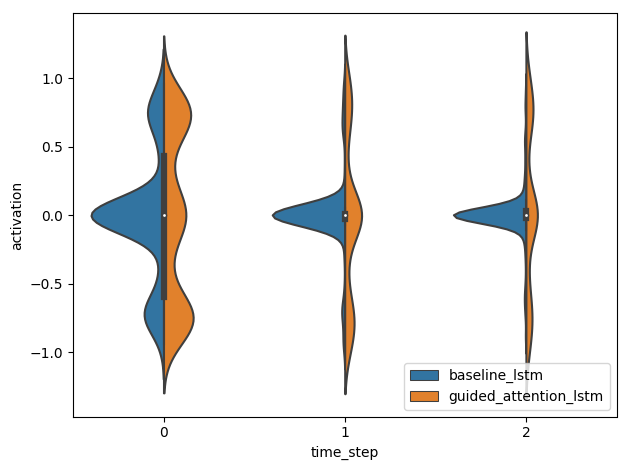 1.0
0.5
0.0
−0.5
−1.0
activation
0
1
2
time_step
baseline_lstm
guided_attention_lstm